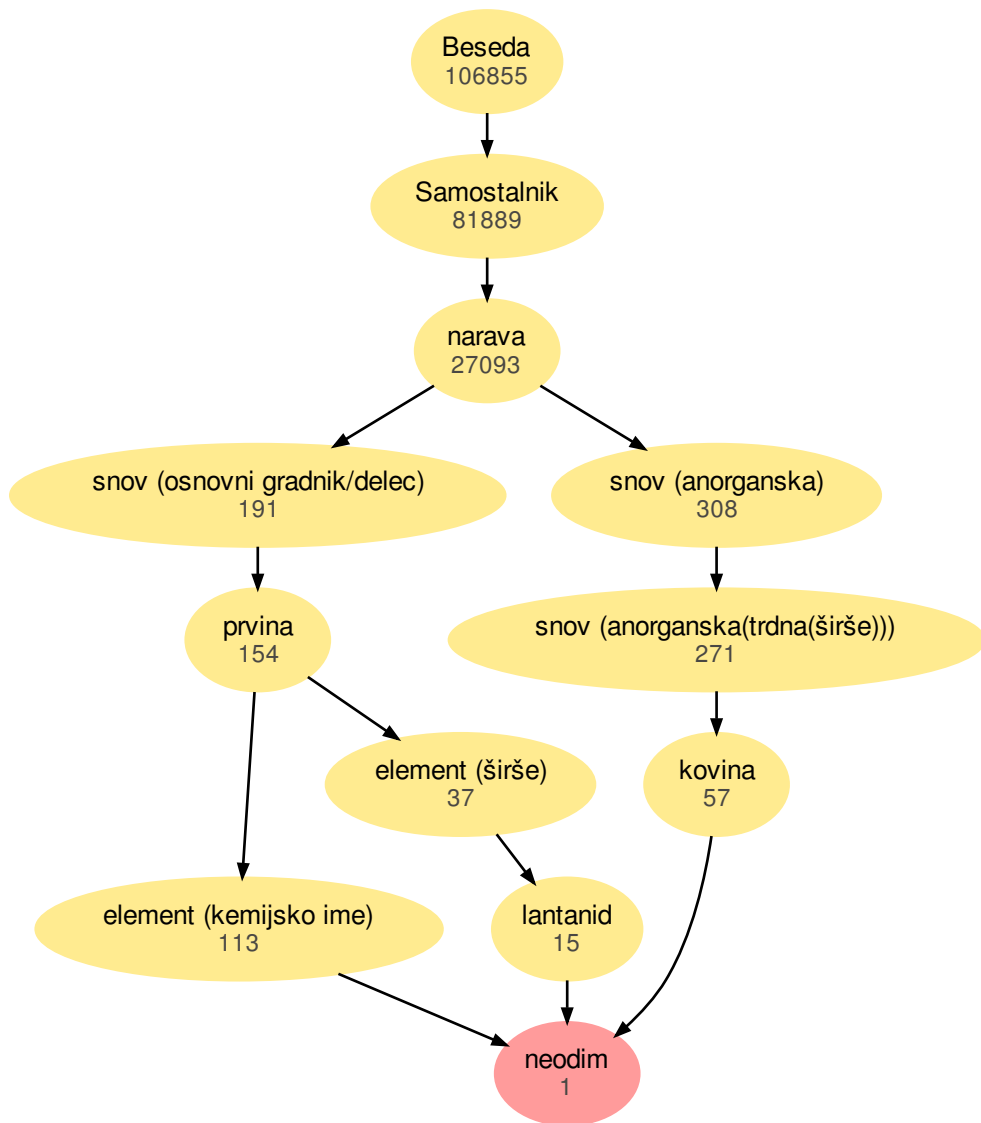 Beseda
106855
Samostalnik
81889
narava
27093
snov (osnovni gradnik/delec)
191
snov (anorganska)
308
prvina
154
snov (anorganska(trdna(širše)))
271
element (širše)
37
kovina
57
element (kemijsko ime)
113
lantanid
15
neodim
1